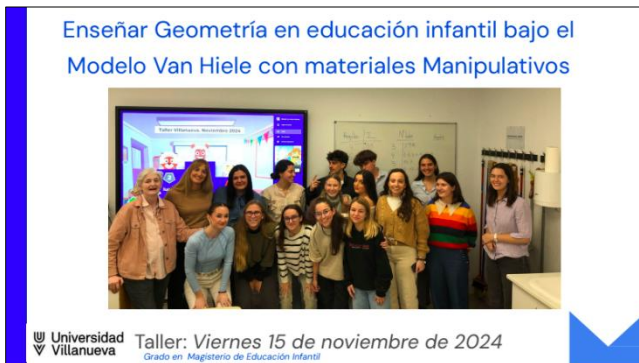 Enseñar Geometría en educación infantil bajo el
Modelo Van Hiele con materiales Manipulativos
Taller Villanueva. Noviembre 2024
Universidad
Villanueva
Taller: Viernes 15 de noviembre de 2024
Grado en Magisterio de Educación Infantil